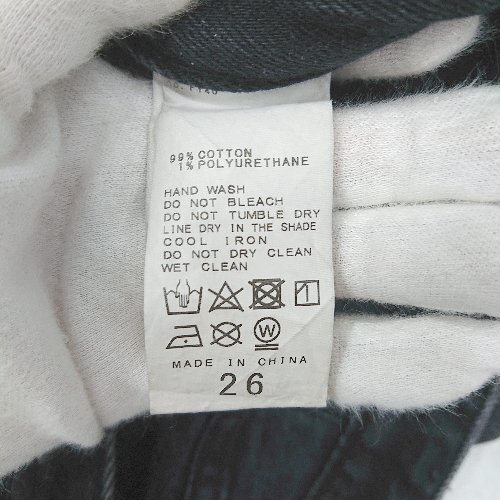 99% COTTON
1% POLYURETHANE
HAND WASH
DO NOT BLEACH
DO NOT TUMBLE DRY
LINE DRY IN THE SHADE
COOL IRON
DO NOT DRY CLEAN
WET CLEAN
W
MADE IN CHINA
26